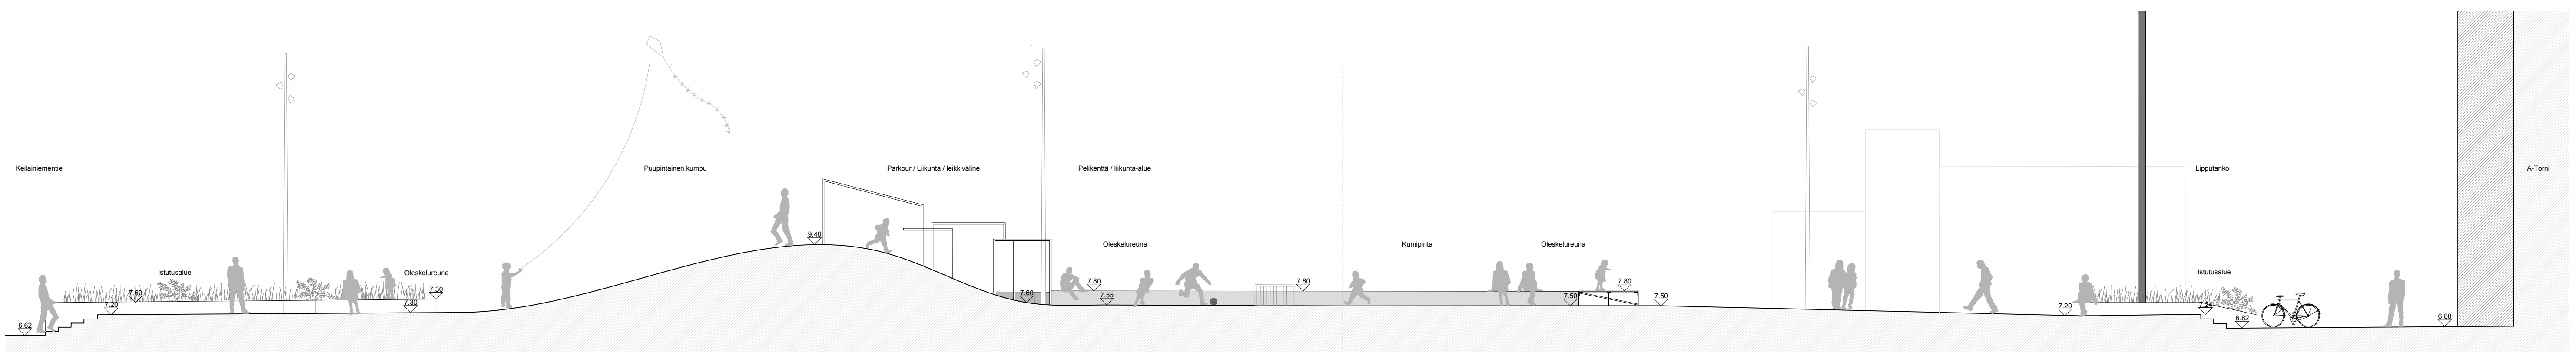 Keilainiementie
Puupintainen kumpu
Parkour / Liikunta / leikkiväline
Pelikenttä / liikunta-alue
Lipputanko
A-Torni
9.40
Oleskelureuna
Kumipinta
Oleskelureuna
Istutusalue
Oleskelureuna
Istutusalue
7.60
7.30
7.80
7.80
7.80
7.20
7.30
7.60
7.55
7.50
7.50
7.20
7.24
6.62
6.82
6.88